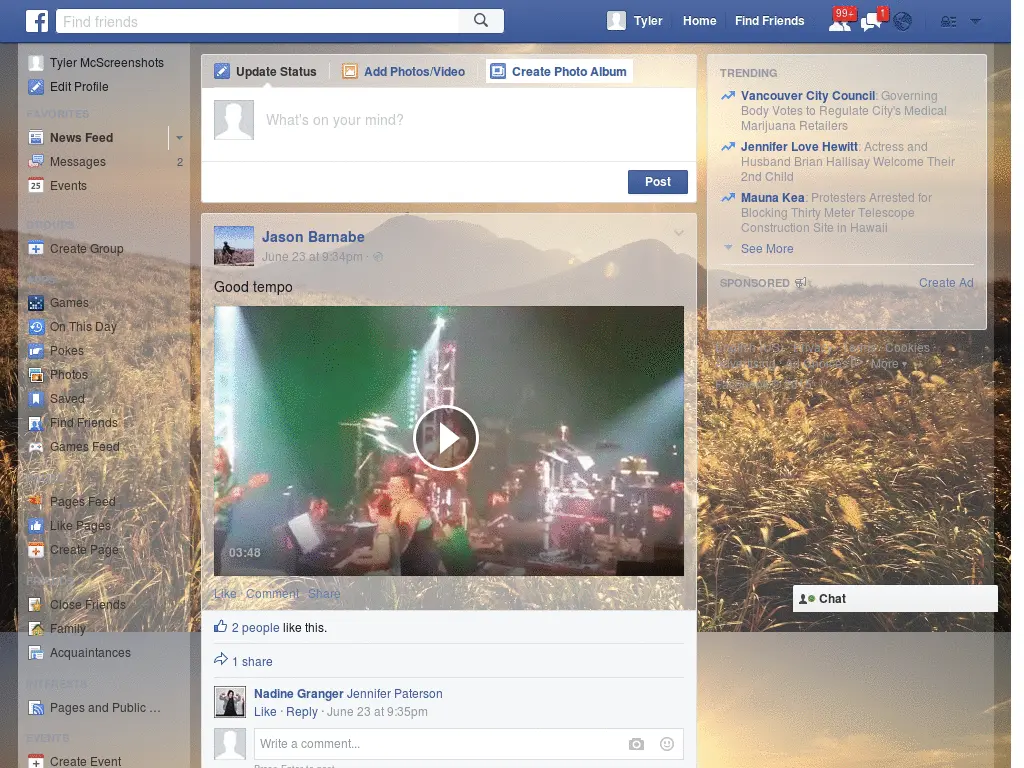 f
Find friends
Tyler
Home
Find Friends
99+
1
Tyler McScreenshots
Edit Profile
FAVORITES
News Feed
Messages
2
Events
GROUPS
Create Group
Games
On This Day
Pokes
Photos
Saved
Find Friends
Games Feed
Pages Feed
Like Pages
Create Page
Close Friends
Family
Acquaintances
INTERESTS
Pages and Public ...
EVENTS
Create Event
Update Status
Add Photos/Video
Create Photo Album
What's on your mind?
Post
Jason Barnabe
June 23 at 9:34pm ·
Good tempo
03:48
Like · Comment · Share
2 people like this.
1 share
Nadine Granger Jennifer Paterson
Like · Reply · June 23 at 9:35pm
Write a comment...
TRENDING
Vancouver City Council: Governing
Body Votes to Regulate City's Medical
Marijuana Retailers
Jennifer Love Hewitt: Actress and
Husband Brian Hallisay Welcome Their
2nd Child
Mauna Kea: Protesters Arrested for
Blocking Thirty Meter Telescope
Construction Site in Hawaii
See More
SPONSORED
Create Ad
Cookies ·
More
Chat